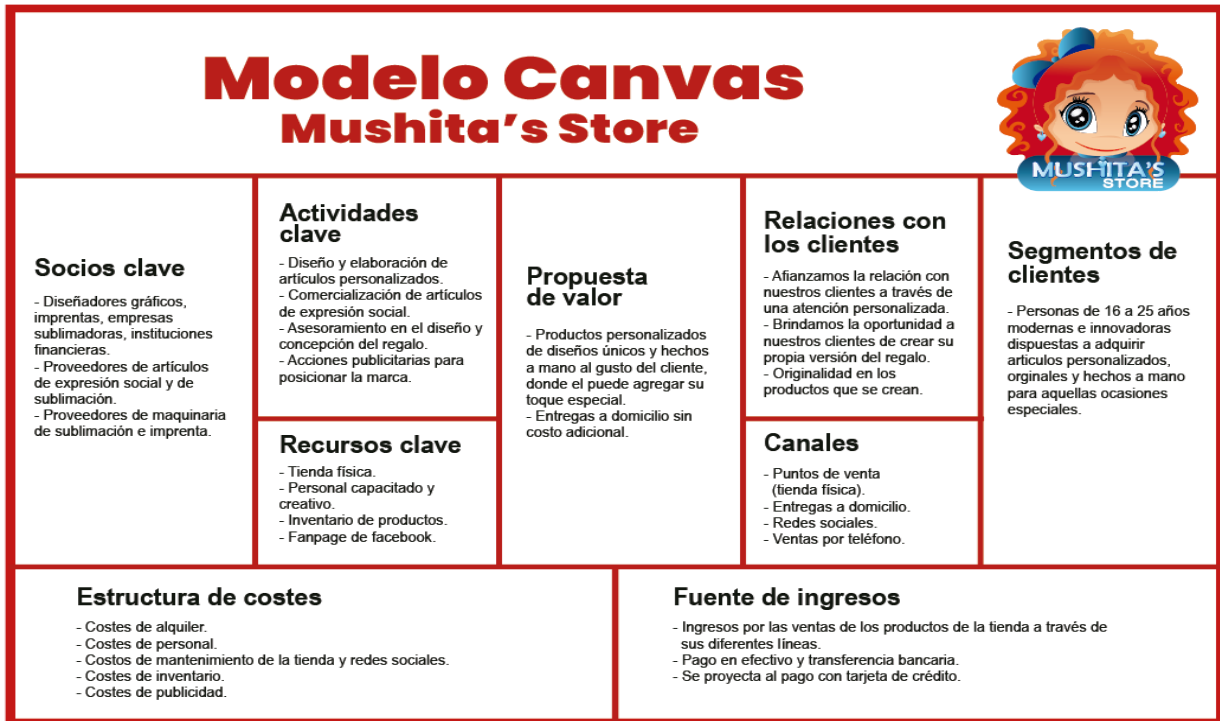 Modelo Canvas
Mushita's Store
MUSHITA'S
STORE
Socios clave
- Diseñadores gráficos,
imprentas, empresas
sublimadoras, instituciones
financieras.
- Proveedores de artículos
de expresión social y de
sublimación.
- Proveedores de maquinaria
de sublimación e imprenta.
Actividades
clave
- Diseño y elaboración de
artículos personalizados.
- Comercialización de artículos
de expresión social.
- Asesoramiento en el diseño y
concepción del regalo.
- Acciones publicitarias para
posicionar la marca.
Recursos clave
- Tienda física.
- Personal capacitado y
creativo.
- Inventario de productos.
- Fanpage de facebook.
Propuesta
de valor
- Productos personalizados
de diseños únicos y hechos
a mano al gusto del cliente,
donde el puede agregar su
toque especial.
- Entregas a domicilio sin
costo adicional.
Relaciones con
los clientes
- Afianzamos la relación con
nuestros clientes a través de
una atención personalizada.
- Brindamos la oportunidad a
nuestros clientes de crear su
propia versión del regalo.
- Originalidad en los
productos que se crean.
Canales
- Puntos de venta
(tienda física).
- Entregas a domicilio.
- Redes sociales.
- Ventas por teléfono.
Segmentos de
clientes
- Personas de 16 a 25 años
modernas e innovadoras
dispuestas a adquirir
articulos personalizados,
orginales y hechos a mano
para aquellas ocasiones
especiales.
Estructura de costes
- Costes de alquiler.
- Costes de personal.
- Costos de mantenimiento de la tienda y redes sociales.
- Costes de inventario.
- Costes de publicidad.
Fuente de ingresos
- Ingresos por las ventas de los productos de la tienda a través de
sus diferentes líneas.
- Pago en efectivo y transferencia bancaria.
- Se proyecta al pago con tarjeta de crédito.